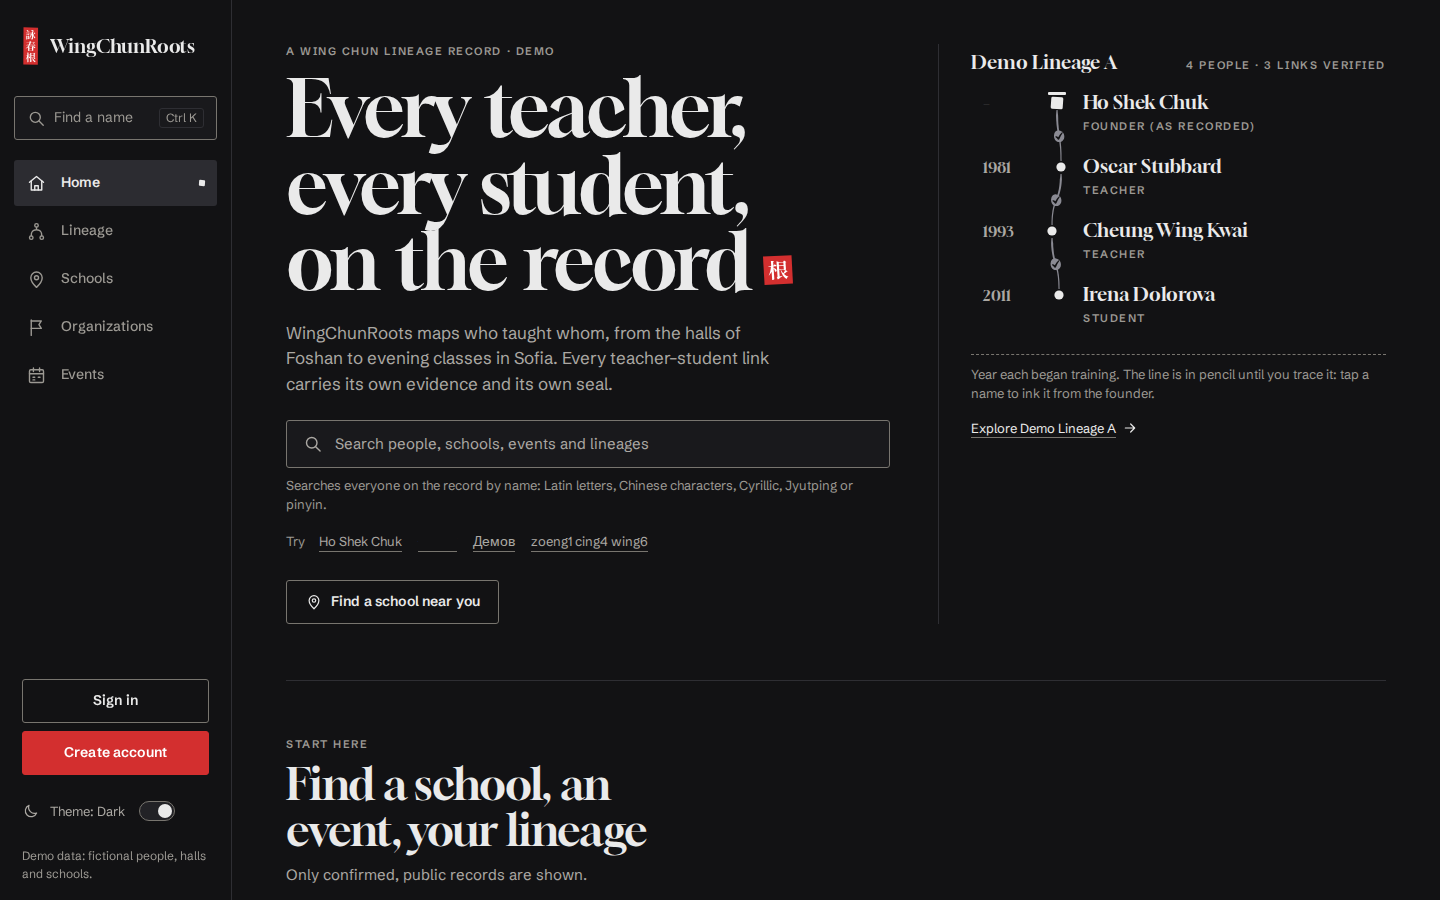 詠春根
WingChunRoots
Find a name
Ctrl K
Home
Lineage
Schools
Organizations
Events
Sign in
Create account
Theme: Dark
Demo data: fictional people, halls
and schools.
A WING CHUN LINEAGE RECORD · DEMO
Every teacher,
every student,
on the record 根
WingChunRoots maps who taught whom, from the halls of
Foshan to evening classes in Sofia. Every teacher–student link
carries its own evidence and its own seal.
Search people, schools, events and lineages
Searches everyone on the record by name: Latin letters, Chinese characters, Cyrillic, Jyutping or
pinyin.
Try Ho Shek Chuk Демов zoeng1 cing4 wing6
Find a school near you
Demo Lineage A
4 PEOPLE · 3 LINKS VERIFIED
– Ho Shek Chuk
FOUNDER (AS RECORDED)
1981 Oscar Stubbard
TEACHER
1993 Cheung Wing Kwai
TEACHER
2011 Irena Dolorova
STUDENT
Year each began training. The line is in pencil until you trace it: tap a
name to ink it from the founder.
Explore Demo Lineage A →
START HERE
Find a school, an
event, your lineage
Only confirmed, public records are shown.